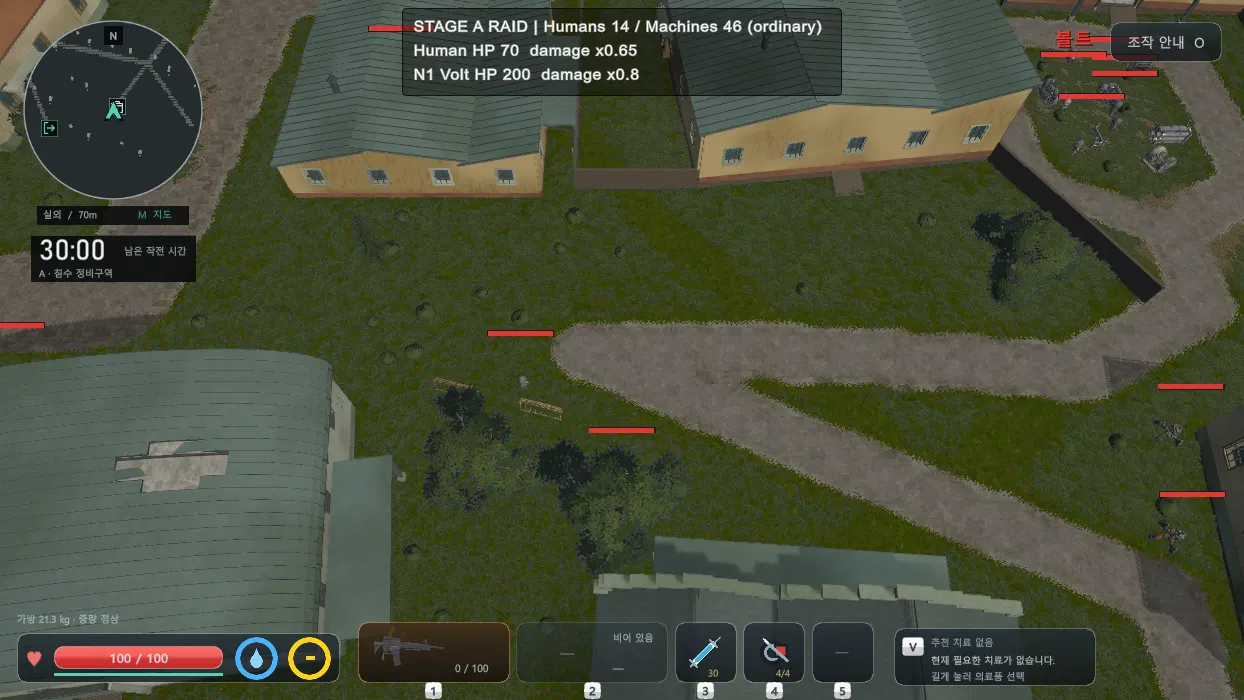 STAGE A RAID | Humans 14 / Machines 46 (ordinary)
Human HP 70 damage x0.65
N1 Volt HP 200 damage x0.8
N
볼트
조작 안내 O
실외 / 70m
M 지도
30:00 남은 작전 시간
A · 침수 정비구역
가방 21.3 kg · 중량 정상
100 / 100
0 / 100
1
비어 있음
2
30
3
4/4
4
5
V
추천 치료 없음
현재 필요한 치료가 없습니다.
길게 눌러 의료품 선택